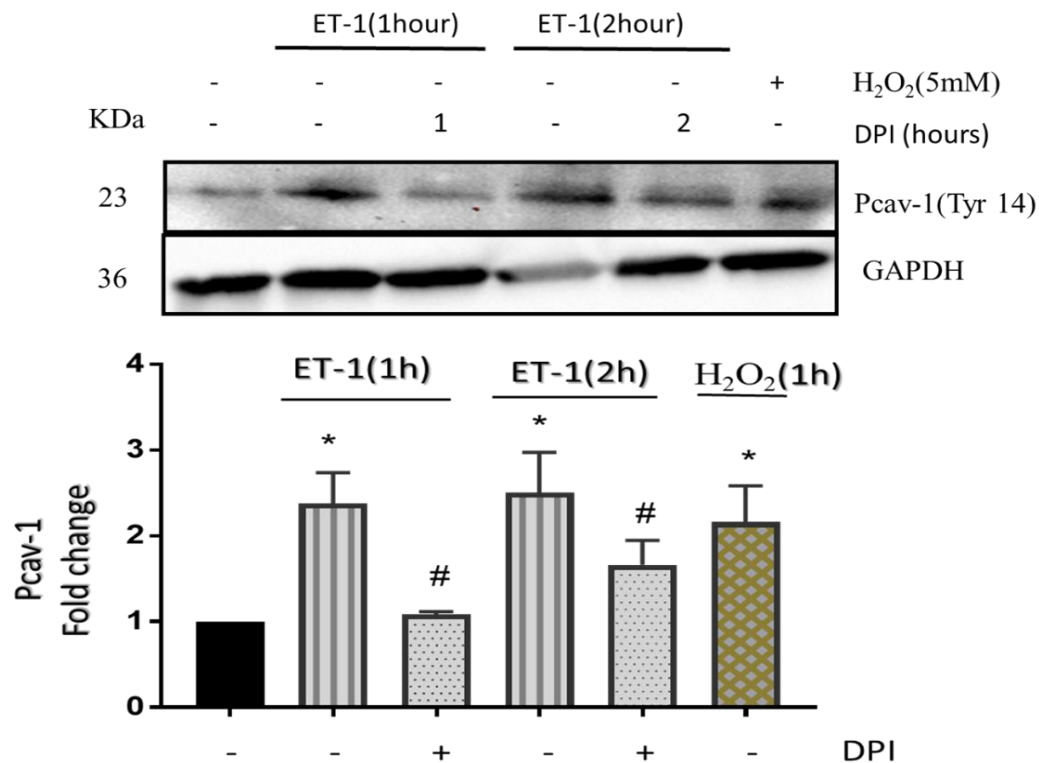 ET-1(1hour) ET-1(2hour)
- - - - - + H₂O₂(5mM)
KDa - - 1 - 2 - DPI (hours)
23 Pcav-1(Tyr 14)
36 GAPDH
4 ET-1(1h) ET-1(2h) H₂O₂(1h)
* * *
3
# #
2
1
0
Pcav-1
Fold change
- - + - + - DPI